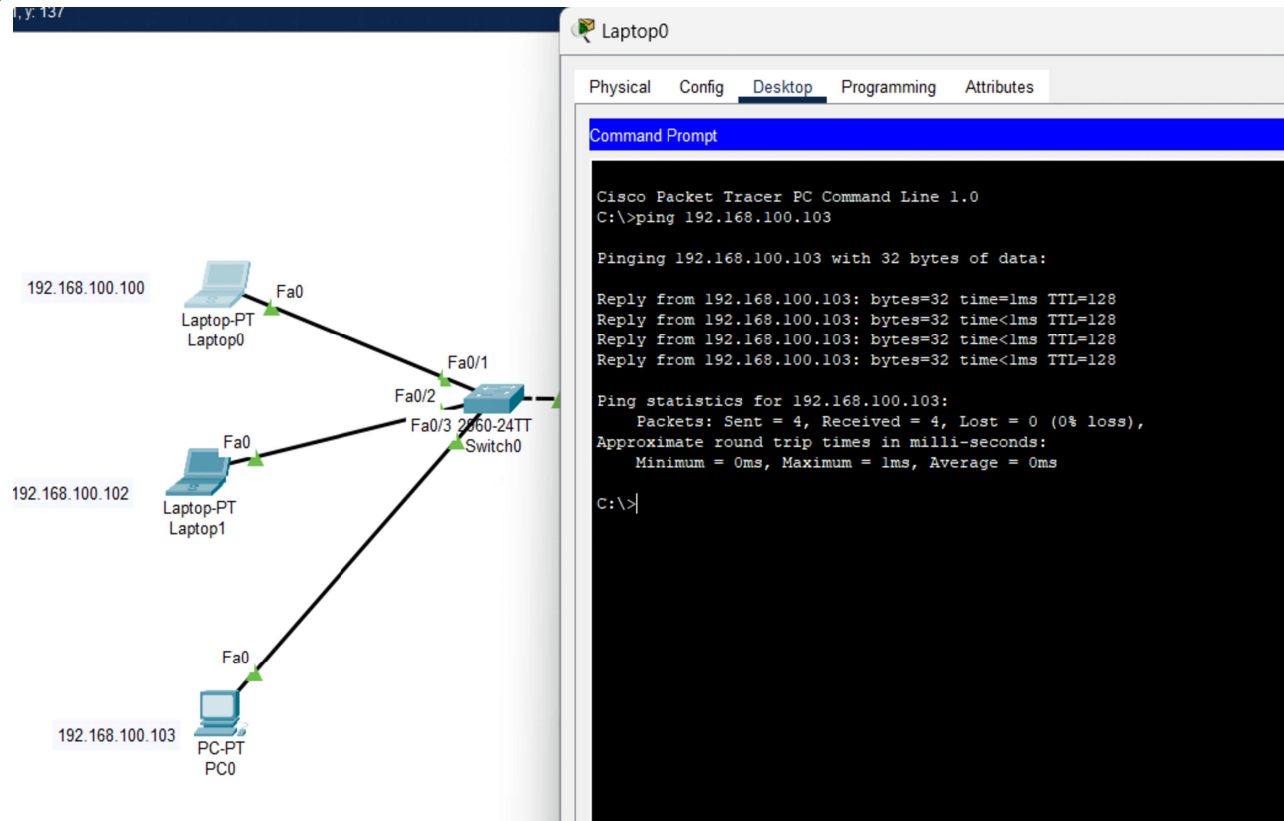 , y: 137
192.168.100.100
Fa0
Laptop-PT
Laptop0
Fa0/1
Fa0/2
Fa0/3 2960-24TT
Switch0
Fa0
192.168.100.102
Laptop-PT
Laptop1
Fa0
192.168.100.103
PC-PT
PC0
Laptop0
Physical Config Desktop Programming Attributes
Command Prompt
Cisco Packet Tracer PC Command Line 1.0
C:\>ping 192.168.100.103
Pinging 192.168.100.103 with 32 bytes of data:
Reply from 192.168.100.103: bytes=32 time=1ms TTL=128
Reply from 192.168.100.103: bytes=32 time<1ms TTL=128
Reply from 192.168.100.103: bytes=32 time<1ms TTL=128
Reply from 192.168.100.103: bytes=32 time<1ms TTL=128
Ping statistics for 192.168.100.103:
Packets: Sent = 4, Received = 4, Lost = 0 (0% loss),
Approximate round trip times in milli-seconds:
Minimum = 0ms, Maximum = 1ms, Average = 0ms
C:\>